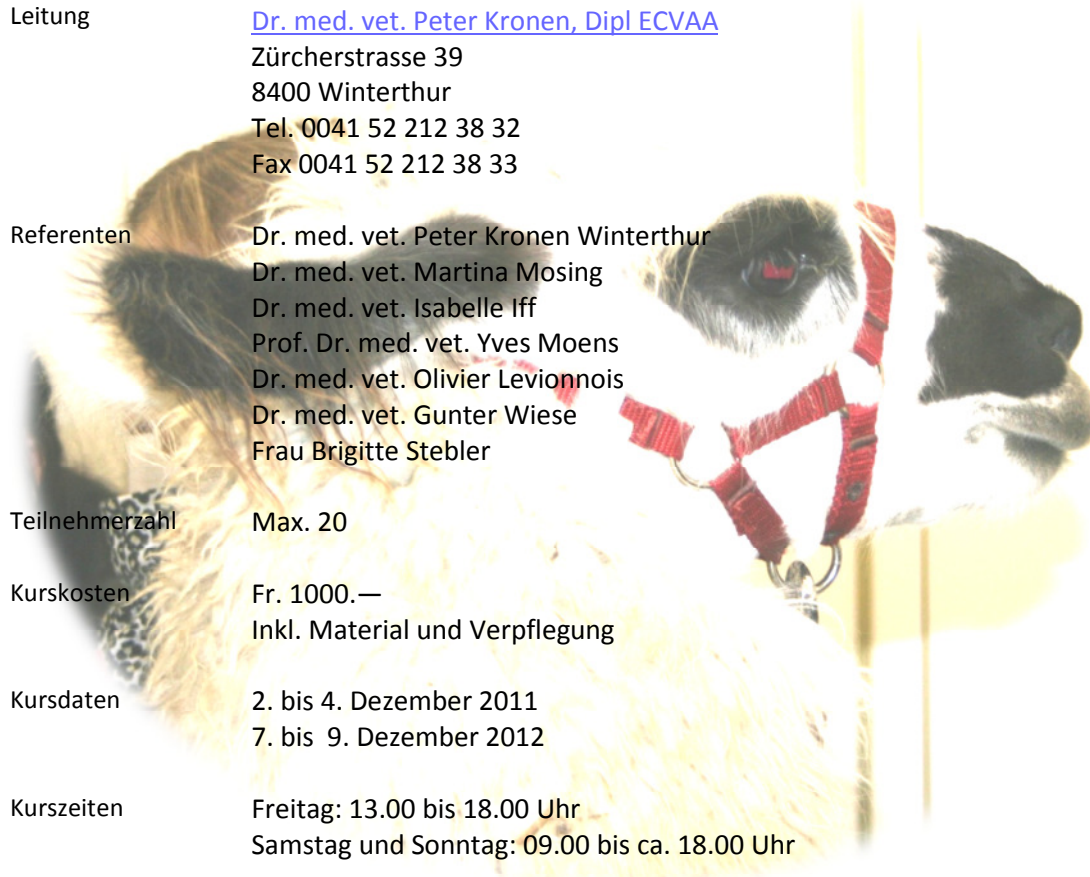 Leitung Dr. med. vet. Peter Kronen, Dipl ECVAA
Zürcherstrasse 39
8400 Winterthur
Tel. 0041 52 212 38 32
Fax 0041 52 212 38 33
Referenten Dr. med. vet. Peter Kronen Winterthur
Dr. med. vet. Martina Mosing
Dr. med. vet. Isabelle Iff
Prof. Dr. med. vet. Yves Moens
Dr. med. vet. Olivier Levionnois
Dr. med. vet. Gunter Wiese
Frau Brigitte Stebler
Teilnehmerzahl Max. 20
Kurskosten Fr. 1000.—
Inkl. Material und Verpflegung
Kursdaten 2. bis 4. Dezember 2011
7. bis 9. Dezember 2012
Kurszeiten Freitag: 13.00 bis 18.00 Uhr
Samstag und Sonntag: 09.00 bis ca. 18.00 Uhr